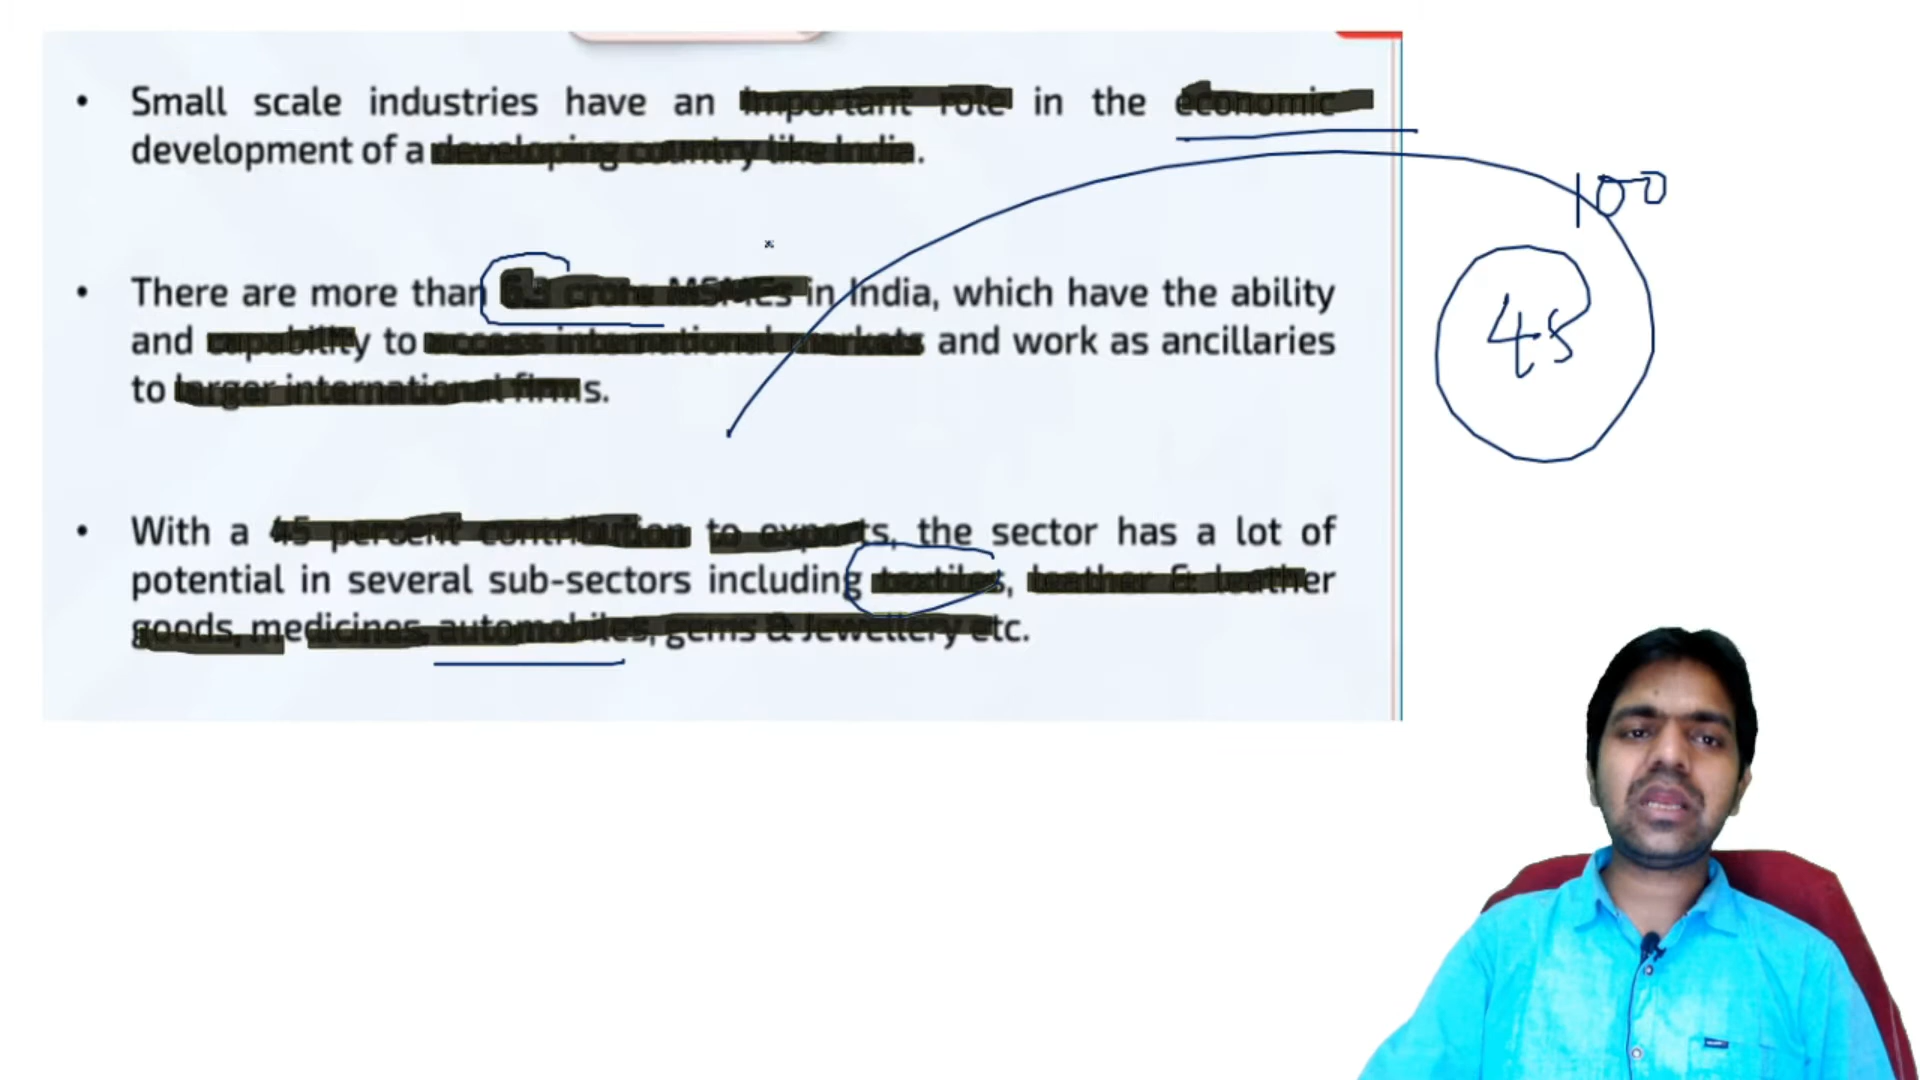 • Small scale industries have an important role in the economic
development of a developing country like India.
100
• There are more than 6.3 crore MSMEs in India, which have the ability
and capability to access international markets and work as ancillaries
to larger international firms.
45
• With a 45 percent contribution to exports, the sector has a lot of
potential in several sub-sectors including textiles, leather & leather
goods, medicines, automobiles, gems & Jewellery etc.